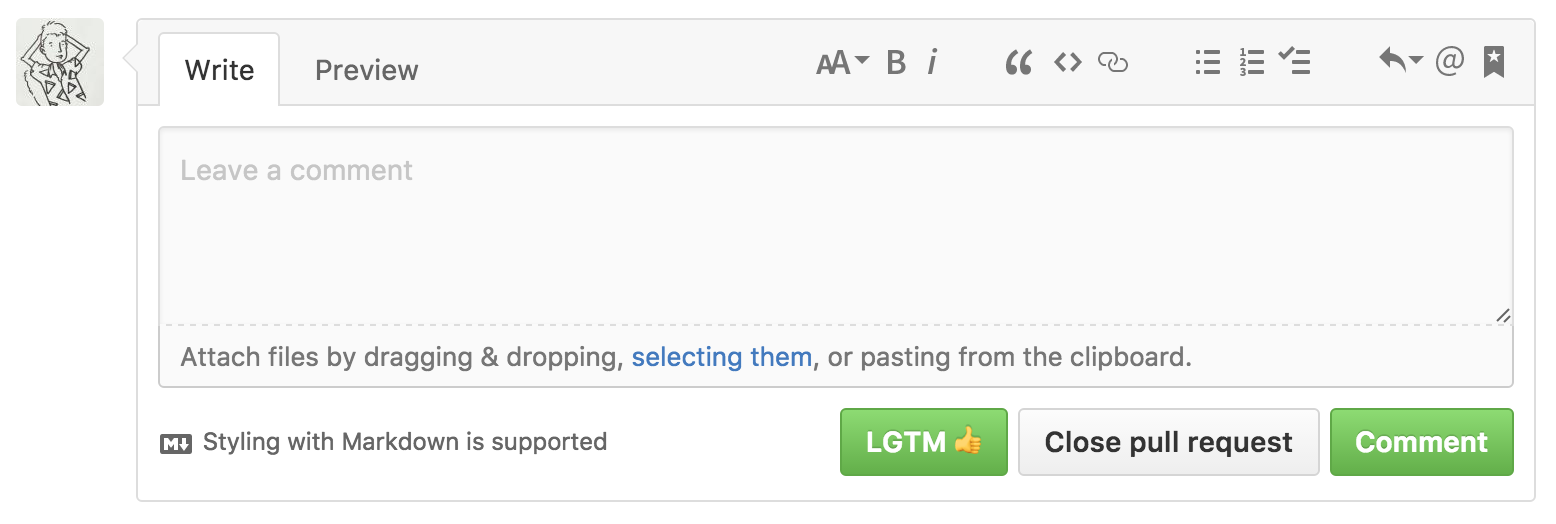 Write Preview AA B i
Leave a comment
Attach files by dragging & dropping, selecting them, or pasting from the clipboard.
M↓ Styling with Markdown is supported LGTM 👍 Close pull request Comment